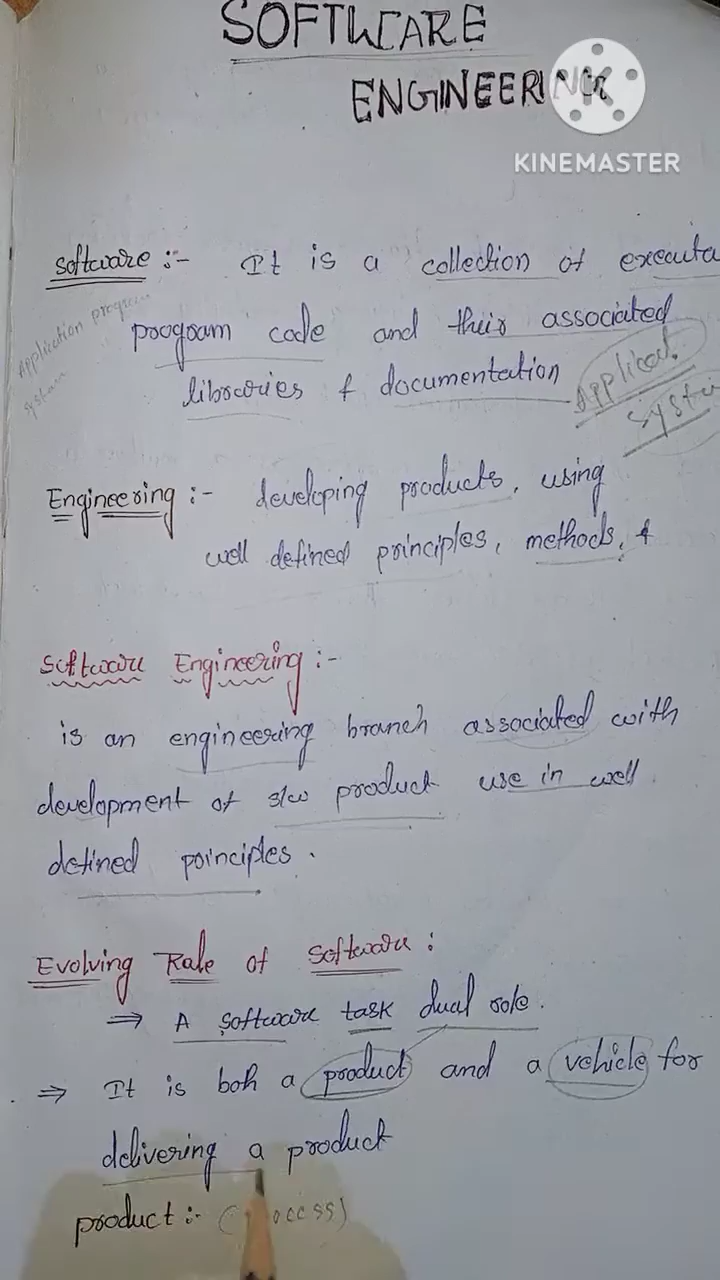 SOFTWARE
ENGINEERING
KINEMASTER
Software :- It is a collection of executa
program code and their associated
libraries & documentation
Application program
system
Applicat.
Syste
Engineering :- developing products, using
well defined principles, methods, &
Software Engineering :-
is an engineering branch associated with
development of s/w product use in well
defined principles.
Evolving Role of Software :
⇒ A software task dual role.
⇒ It is boh a product and a vehicle for
delivering a product
product :- (